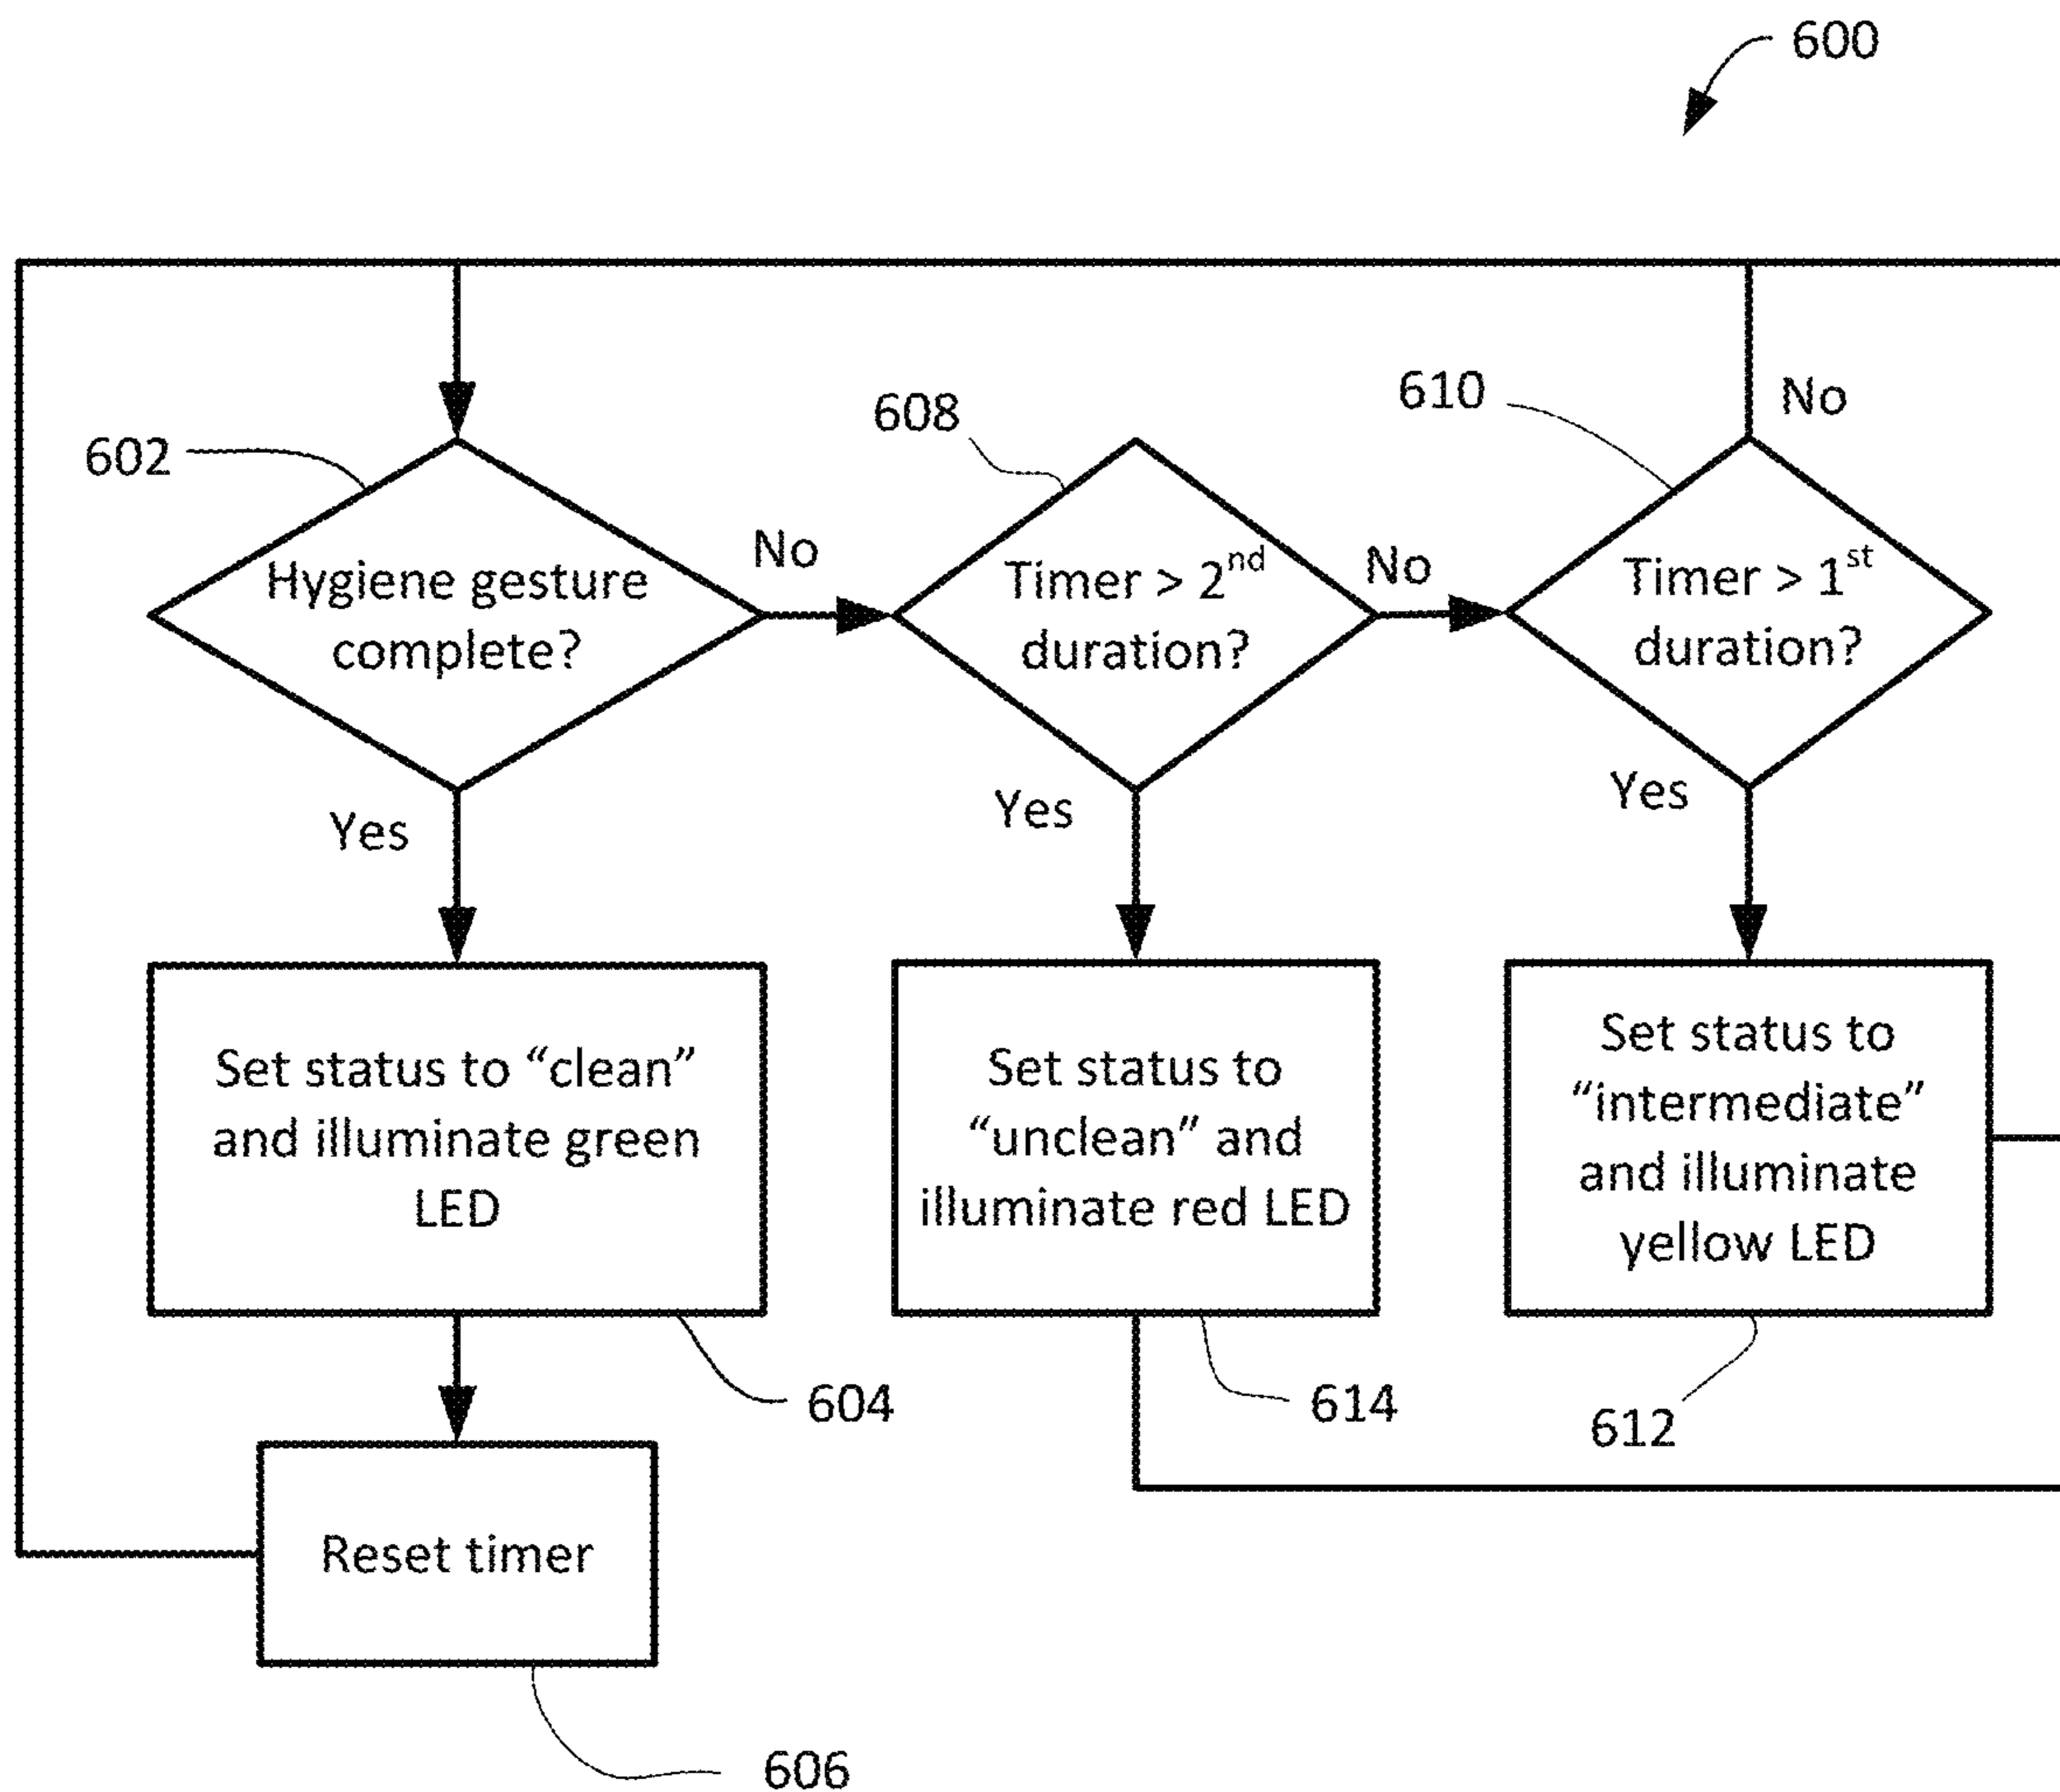 600
602
608
610
No
Hygiene gesture
complete?
No
Timer > 2nd
duration?
No
Timer > 1st
duration?
Yes
Yes
Yes
Set status to “clean”
and illuminate green
LED
Set status to
“unclean” and
illuminate red LED
Set status to
“intermediate”
and illuminate
yellow LED
604
614
612
Reset timer
606